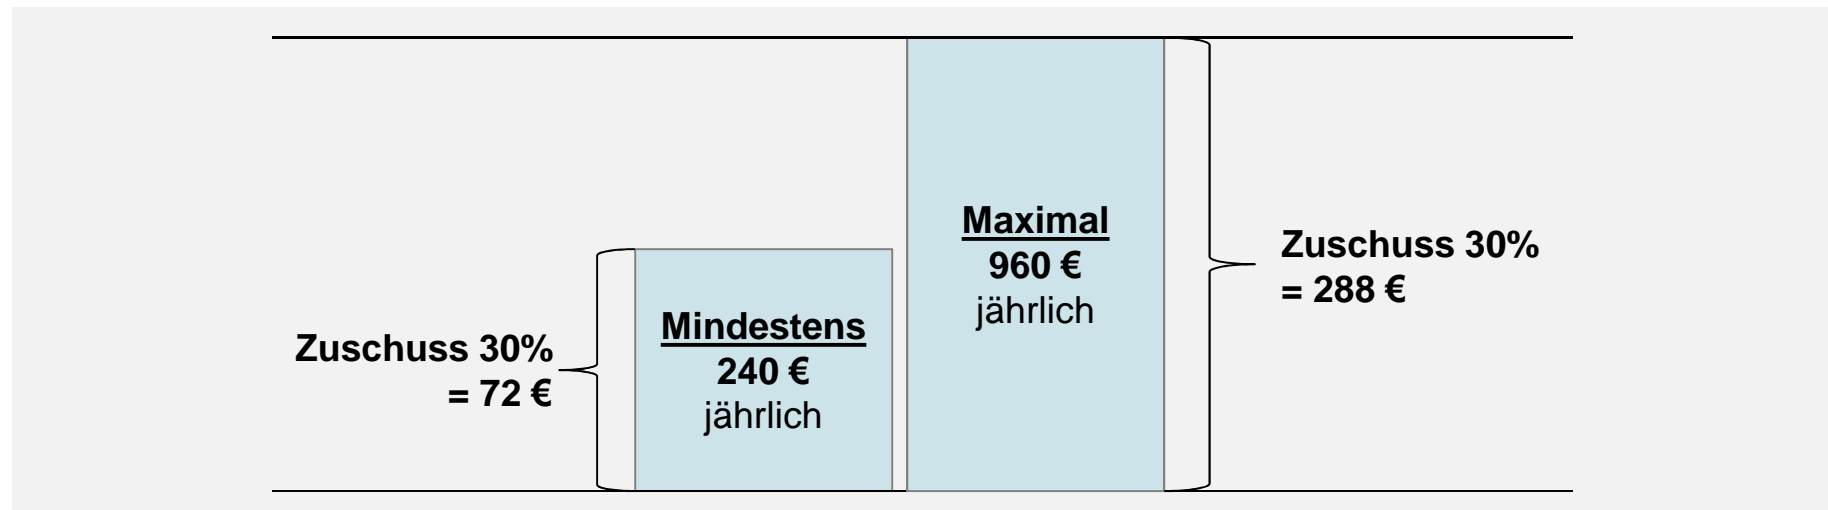 Zuschuss 30%
= 72 €
Mindestens
240 €
jährlich
Maximal
960 €
jährlich
Zuschuss 30%
= 288 €